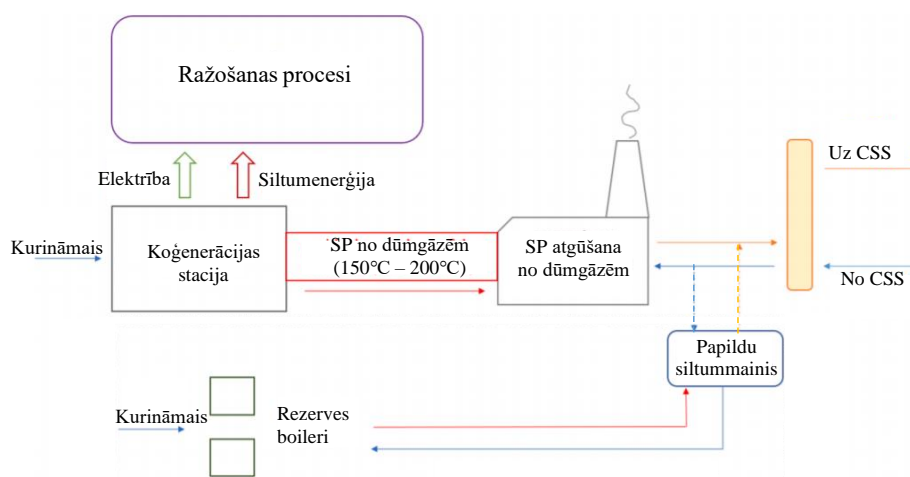 Ražošanas procesi
Elektrība
Siltumenerģija
Uz CSS
Kurināmais
Koģenerācijas
stacija
SP no dūmgāzēm
(150°C – 200°C)
SP atgūšana
no dūmgāzēm
No CSS
Papildu
siltummainis
Kurināmais
Rezerves
boileri